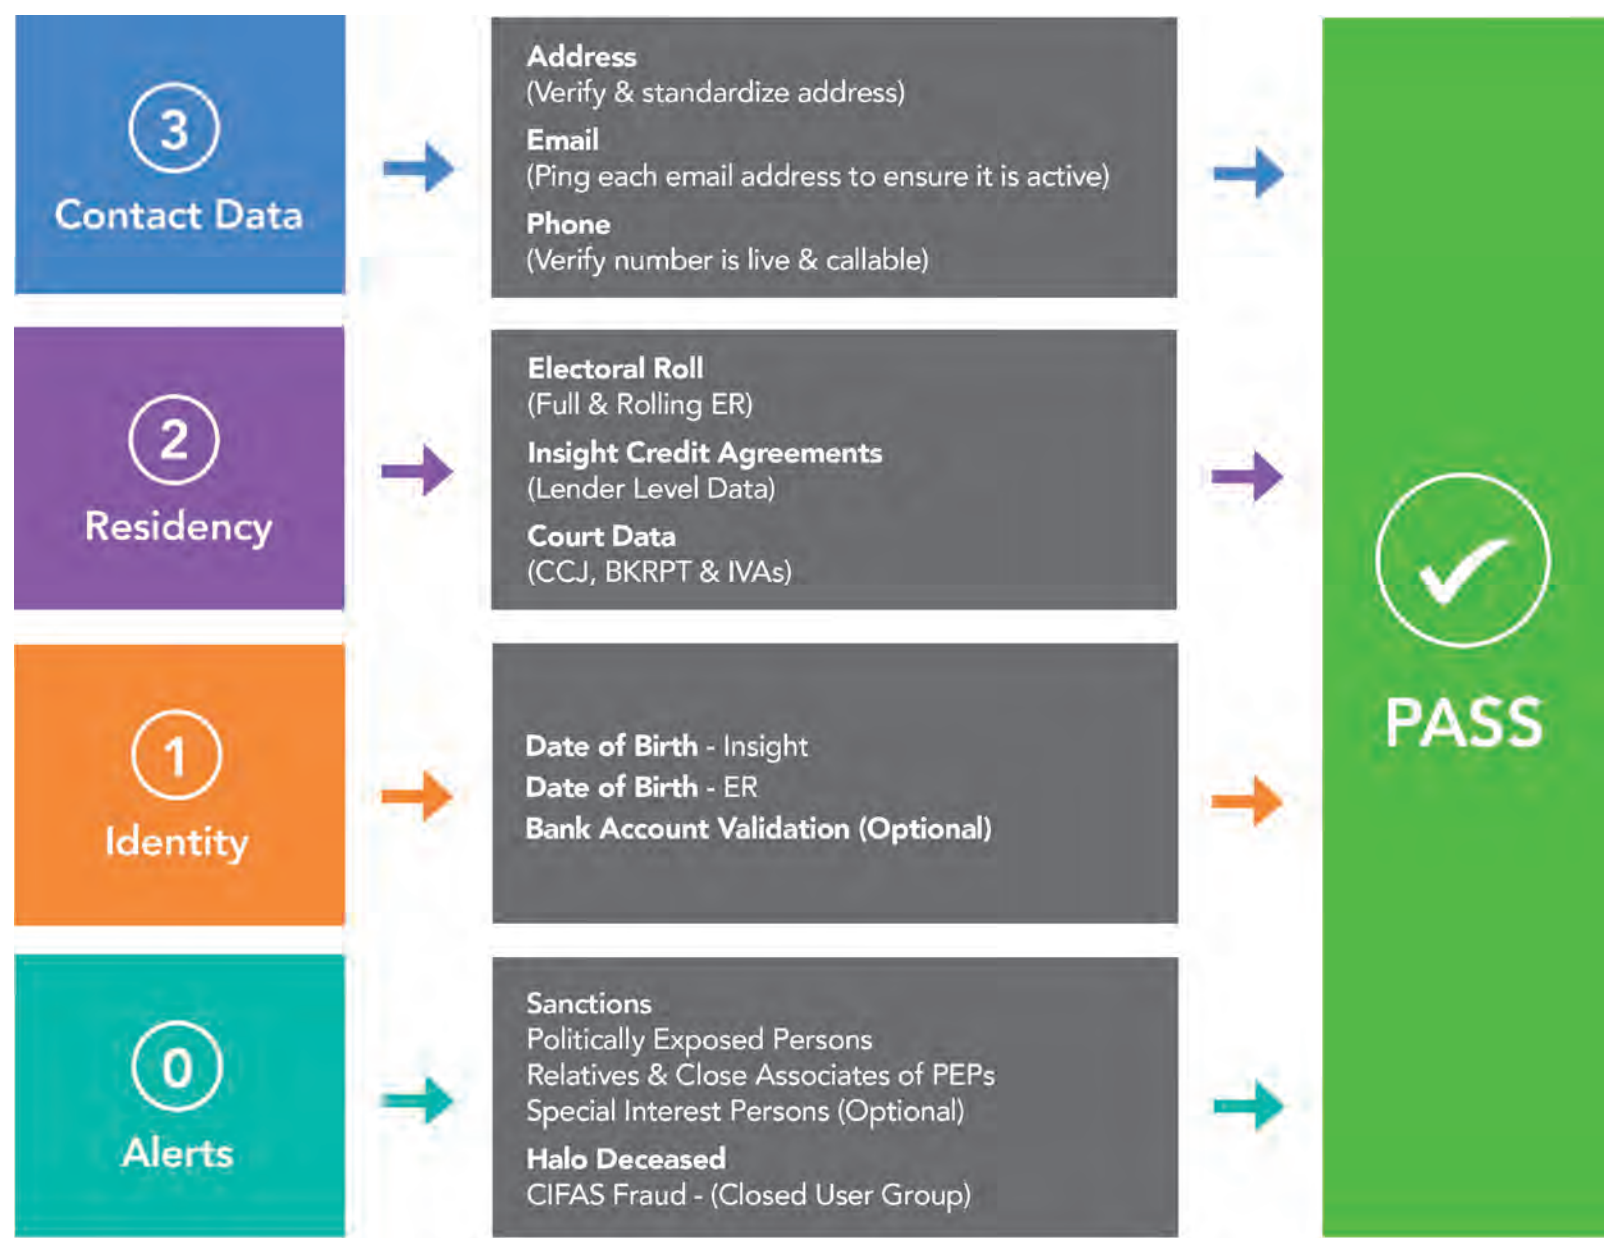 3
Contact Data
Address
(Verify & standardize address)
Email
(Ping each email address to ensure it is active)
Phone
(Verify number is live & callable)
2
Residency
Electoral Roll
(Full & Rolling ER)
Insight Credit Agreements
(Lender Level Data)
Court Data
(CCJ, BKRPT & IVAs)
1
Identity
Date of Birth - Insight
Date of Birth - ER
Bank Account Validation (Optional)
0
Alerts
Sanctions
Politically Exposed Persons
Relatives & Close Associates of PEPs
Special Interest Persons (Optional)
Halo Deceased
CIFAS Fraud - (Closed User Group)
PASS